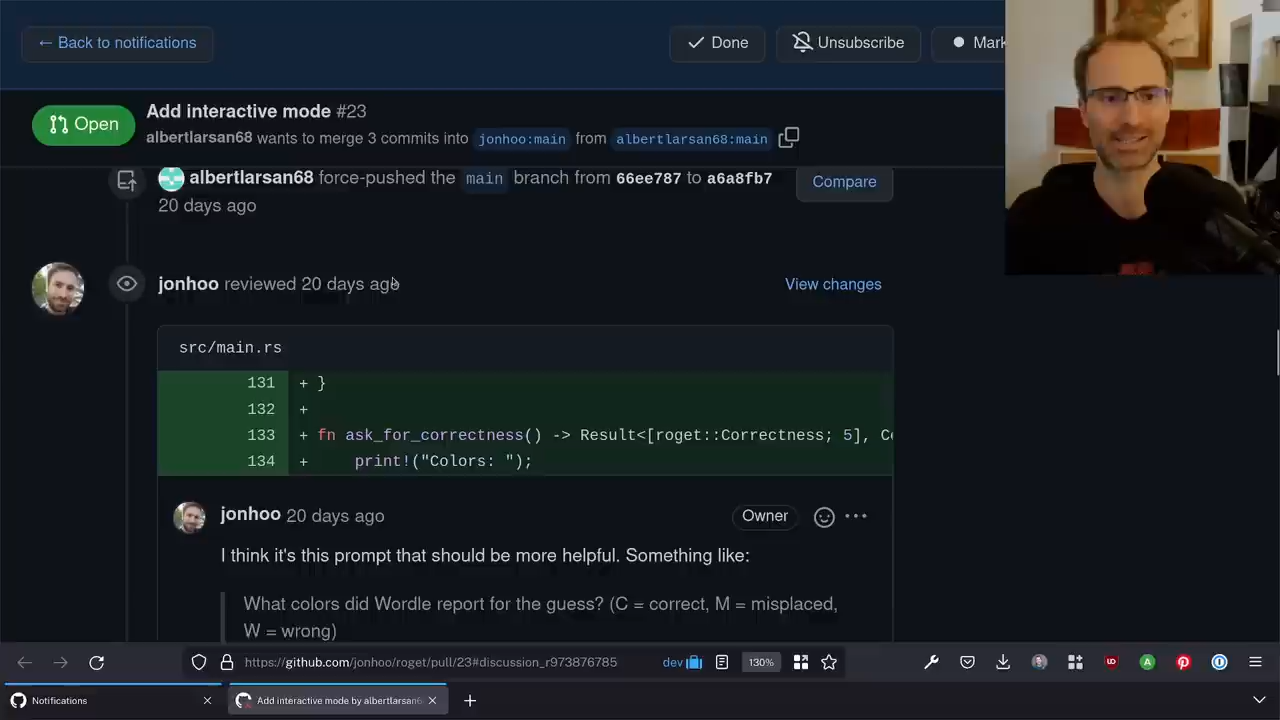 ← Back to notifications
Done
Unsubscribe
Mark
Open
Add interactive mode #23
albertlarsan68 wants to merge 3 commits into jonhoo:main from albertlarsan68:main
albertlarsan68 force-pushed the main branch from 66ee787 to a6a8fb7
20 days ago
Compare
jonhoo reviewed 20 days ago
View changes
src/main.rs
131 + }
132 +
133 + fn ask_for_correctness() -> Result<[roget::Correctness; 5], Co
134 + print!("Colors: ");
jonhoo 20 days ago
Owner
I think it's this prompt that should be more helpful. Something like:
What colors did Wordle report for the guess? (C = correct, M = misplaced,
W = wrong)
https://github.com/jonhoo/roget/pull/23#discussion_r973876785
dev
130%
Notifications
Add interactive mode by albertlarsan6